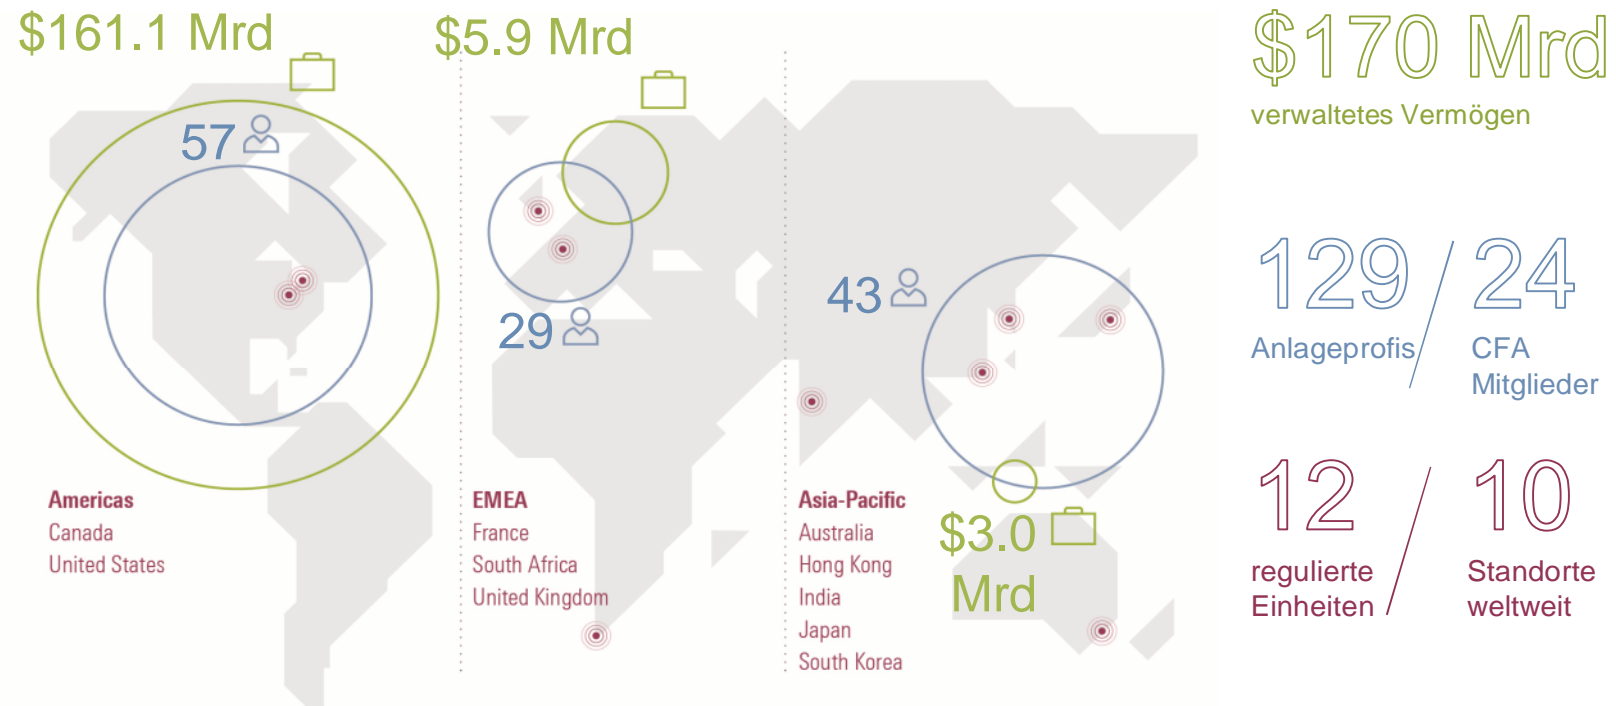 $161.1 Mrd
57
Americas
Canada
United States
$5.9 Mrd
29
EMEA
France
South Africa
United Kingdom
43
Asia-Pacific
Australia
Hong Kong
India
Japan
South Korea
$3.0
Mrd
$170 Mrd
verwaltetes Vermögen
129
Anlageprofis
24
CFA
Mitglieder
12
regulierte
Einheiten
10
Standorte
weltweit